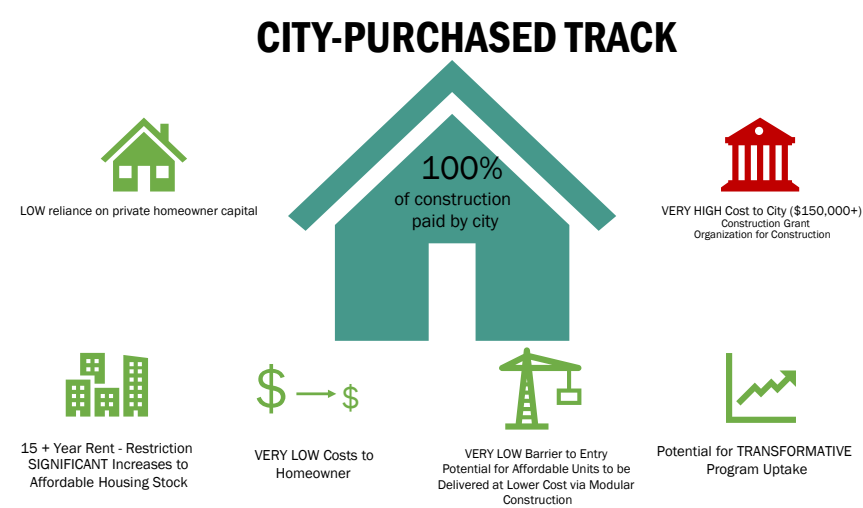 CITY-PURCHASED TRACK
100%
of construction
paid by city
LOW reliance on private homeowner capital
VERY HIGH Cost to City ($150,000+)
Construction Grant
Organization for Construction
15 + Year Rent - Restriction
SIGNIFICANT Increases to
Affordable Housing Stock
$ $
VERY LOW Costs to
Homeowner
VERY LOW Barrier to Entry
Potential for Affordable Units to be
Delivered at Lower Cost via Modular
Construction
Potential for TRANSFORMATIVE
Program Uptake